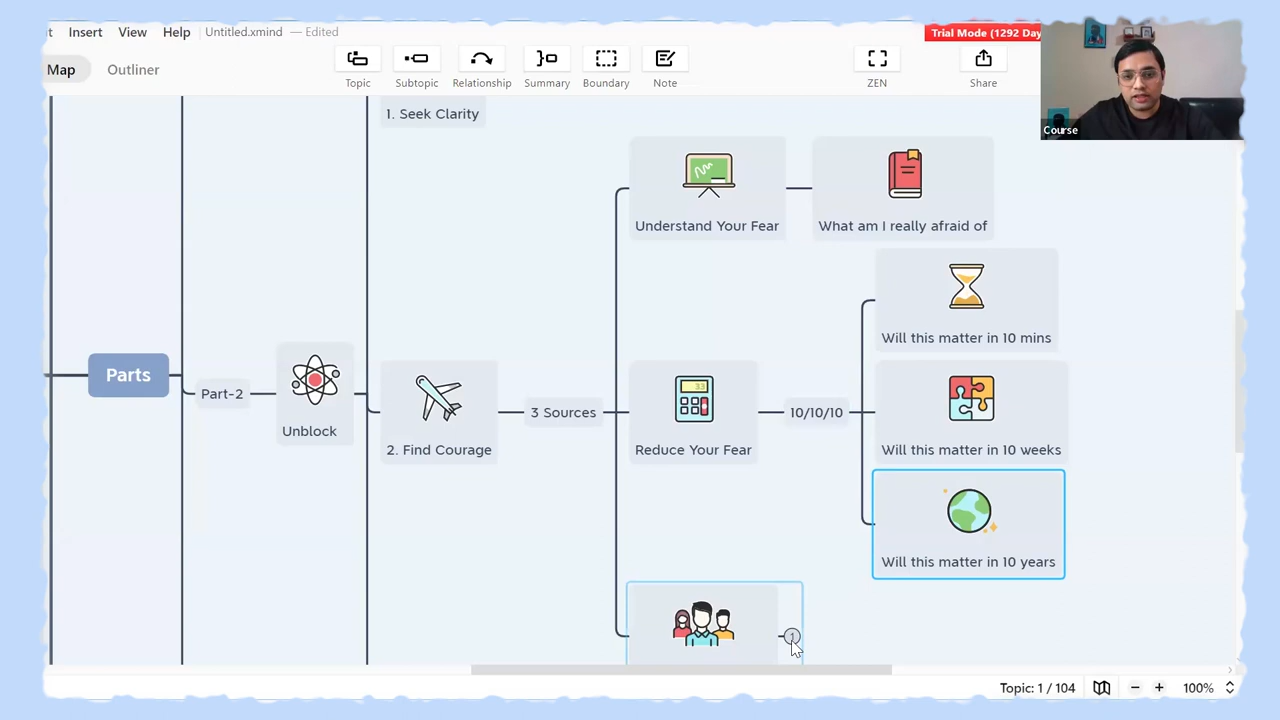 Insert View Help Untitled.xmind — Edited
Trial Mode (1292 Day
Map Outliner
Topic Subtopic Relationship Summary Boundary Note ZEN Share
Course
1. Seek Clarity
Understand Your Fear
What am I really afraid of
Will this matter in 10 mins
Parts
Part-2
Unblock
2. Find Courage
3 Sources
33
Reduce Your Fear
10/10/10
Will this matter in 10 weeks
Will this matter in 10 years
1
Topic: 1 / 104
100%